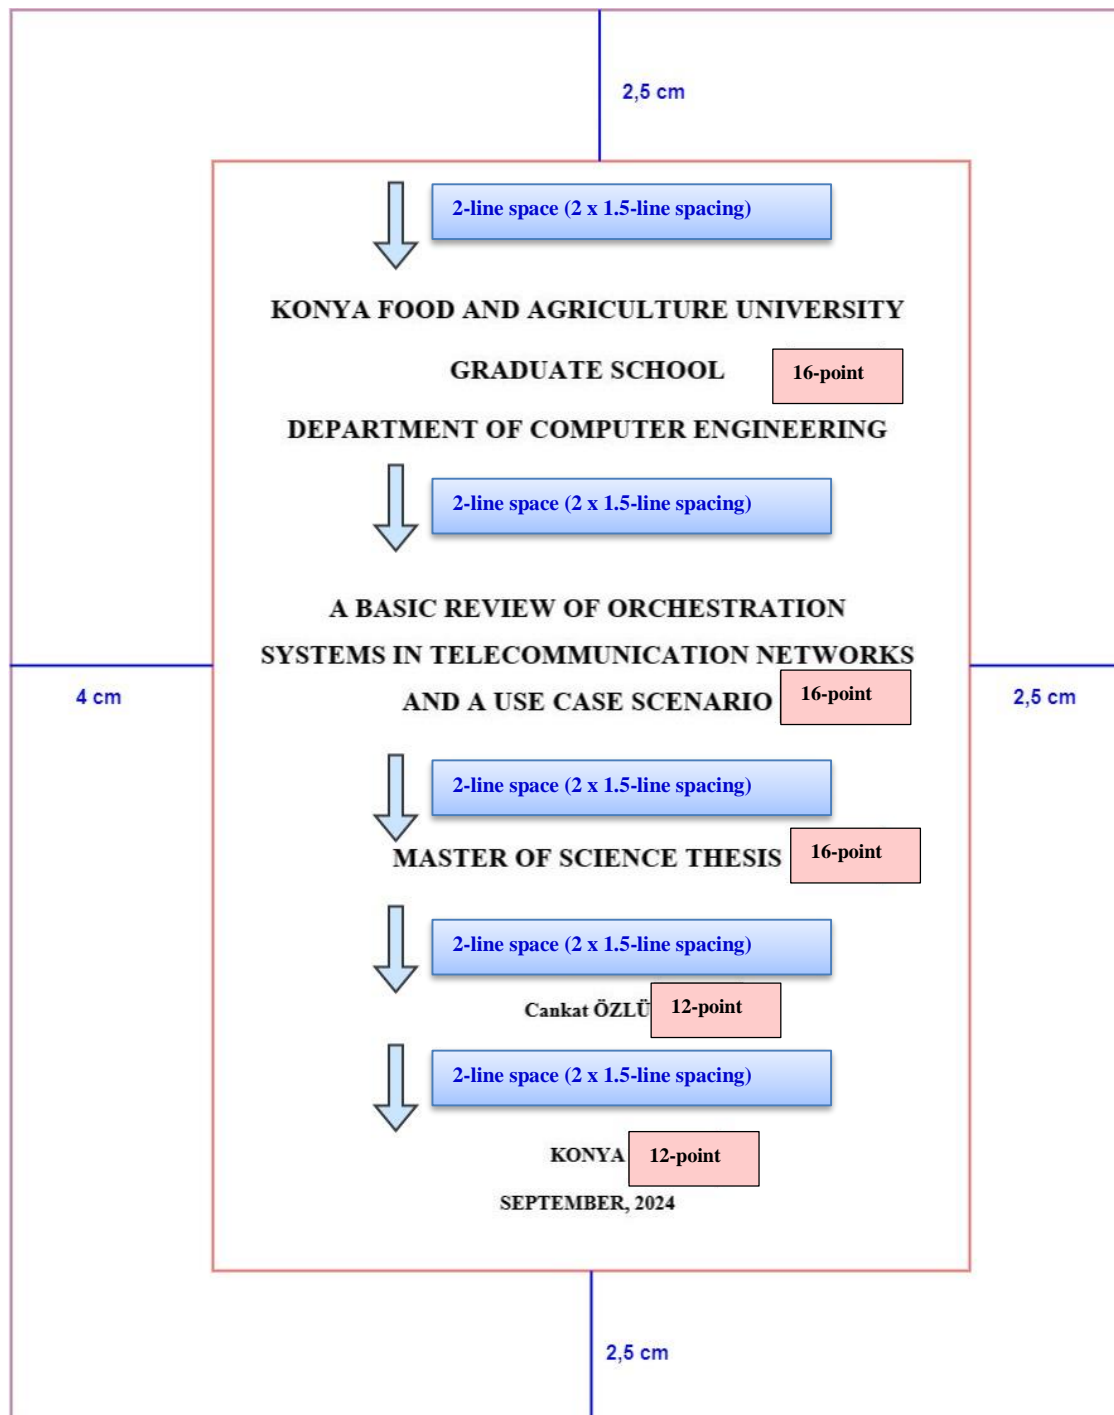 2,5 cm
2-line space (2 x 1.5-line spacing)
KONYA FOOD AND AGRICULTURE UNIVERSITY
GRADUATE SCHOOL
16-point
DEPARTMENT OF COMPUTER ENGINEERING
2-line space (2 x 1.5-line spacing)
A BASIC REVIEW OF ORCHESTRATION
SYSTEMS IN TELECOMMUNICATION NETWORKS
AND A USE CASE SCENARIO
16-point
4 cm
2,5 cm
2-line space (2 x 1.5-line spacing)
MASTER OF SCIENCE THESIS
16-point
2-line space (2 x 1.5-line spacing)
Cankat ÖZLÜ
12-point
2-line space (2 x 1.5-line spacing)
KONYA
12-point
SEPTEMBER, 2024
2,5 cm